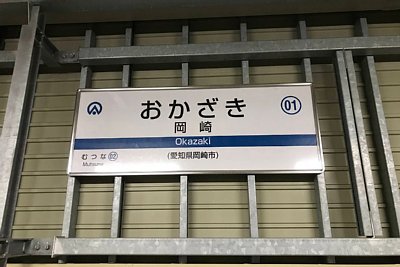 おかざき
01
岡崎
Okazaki
むつな 02
Mutsuna
(愛知県岡崎市)